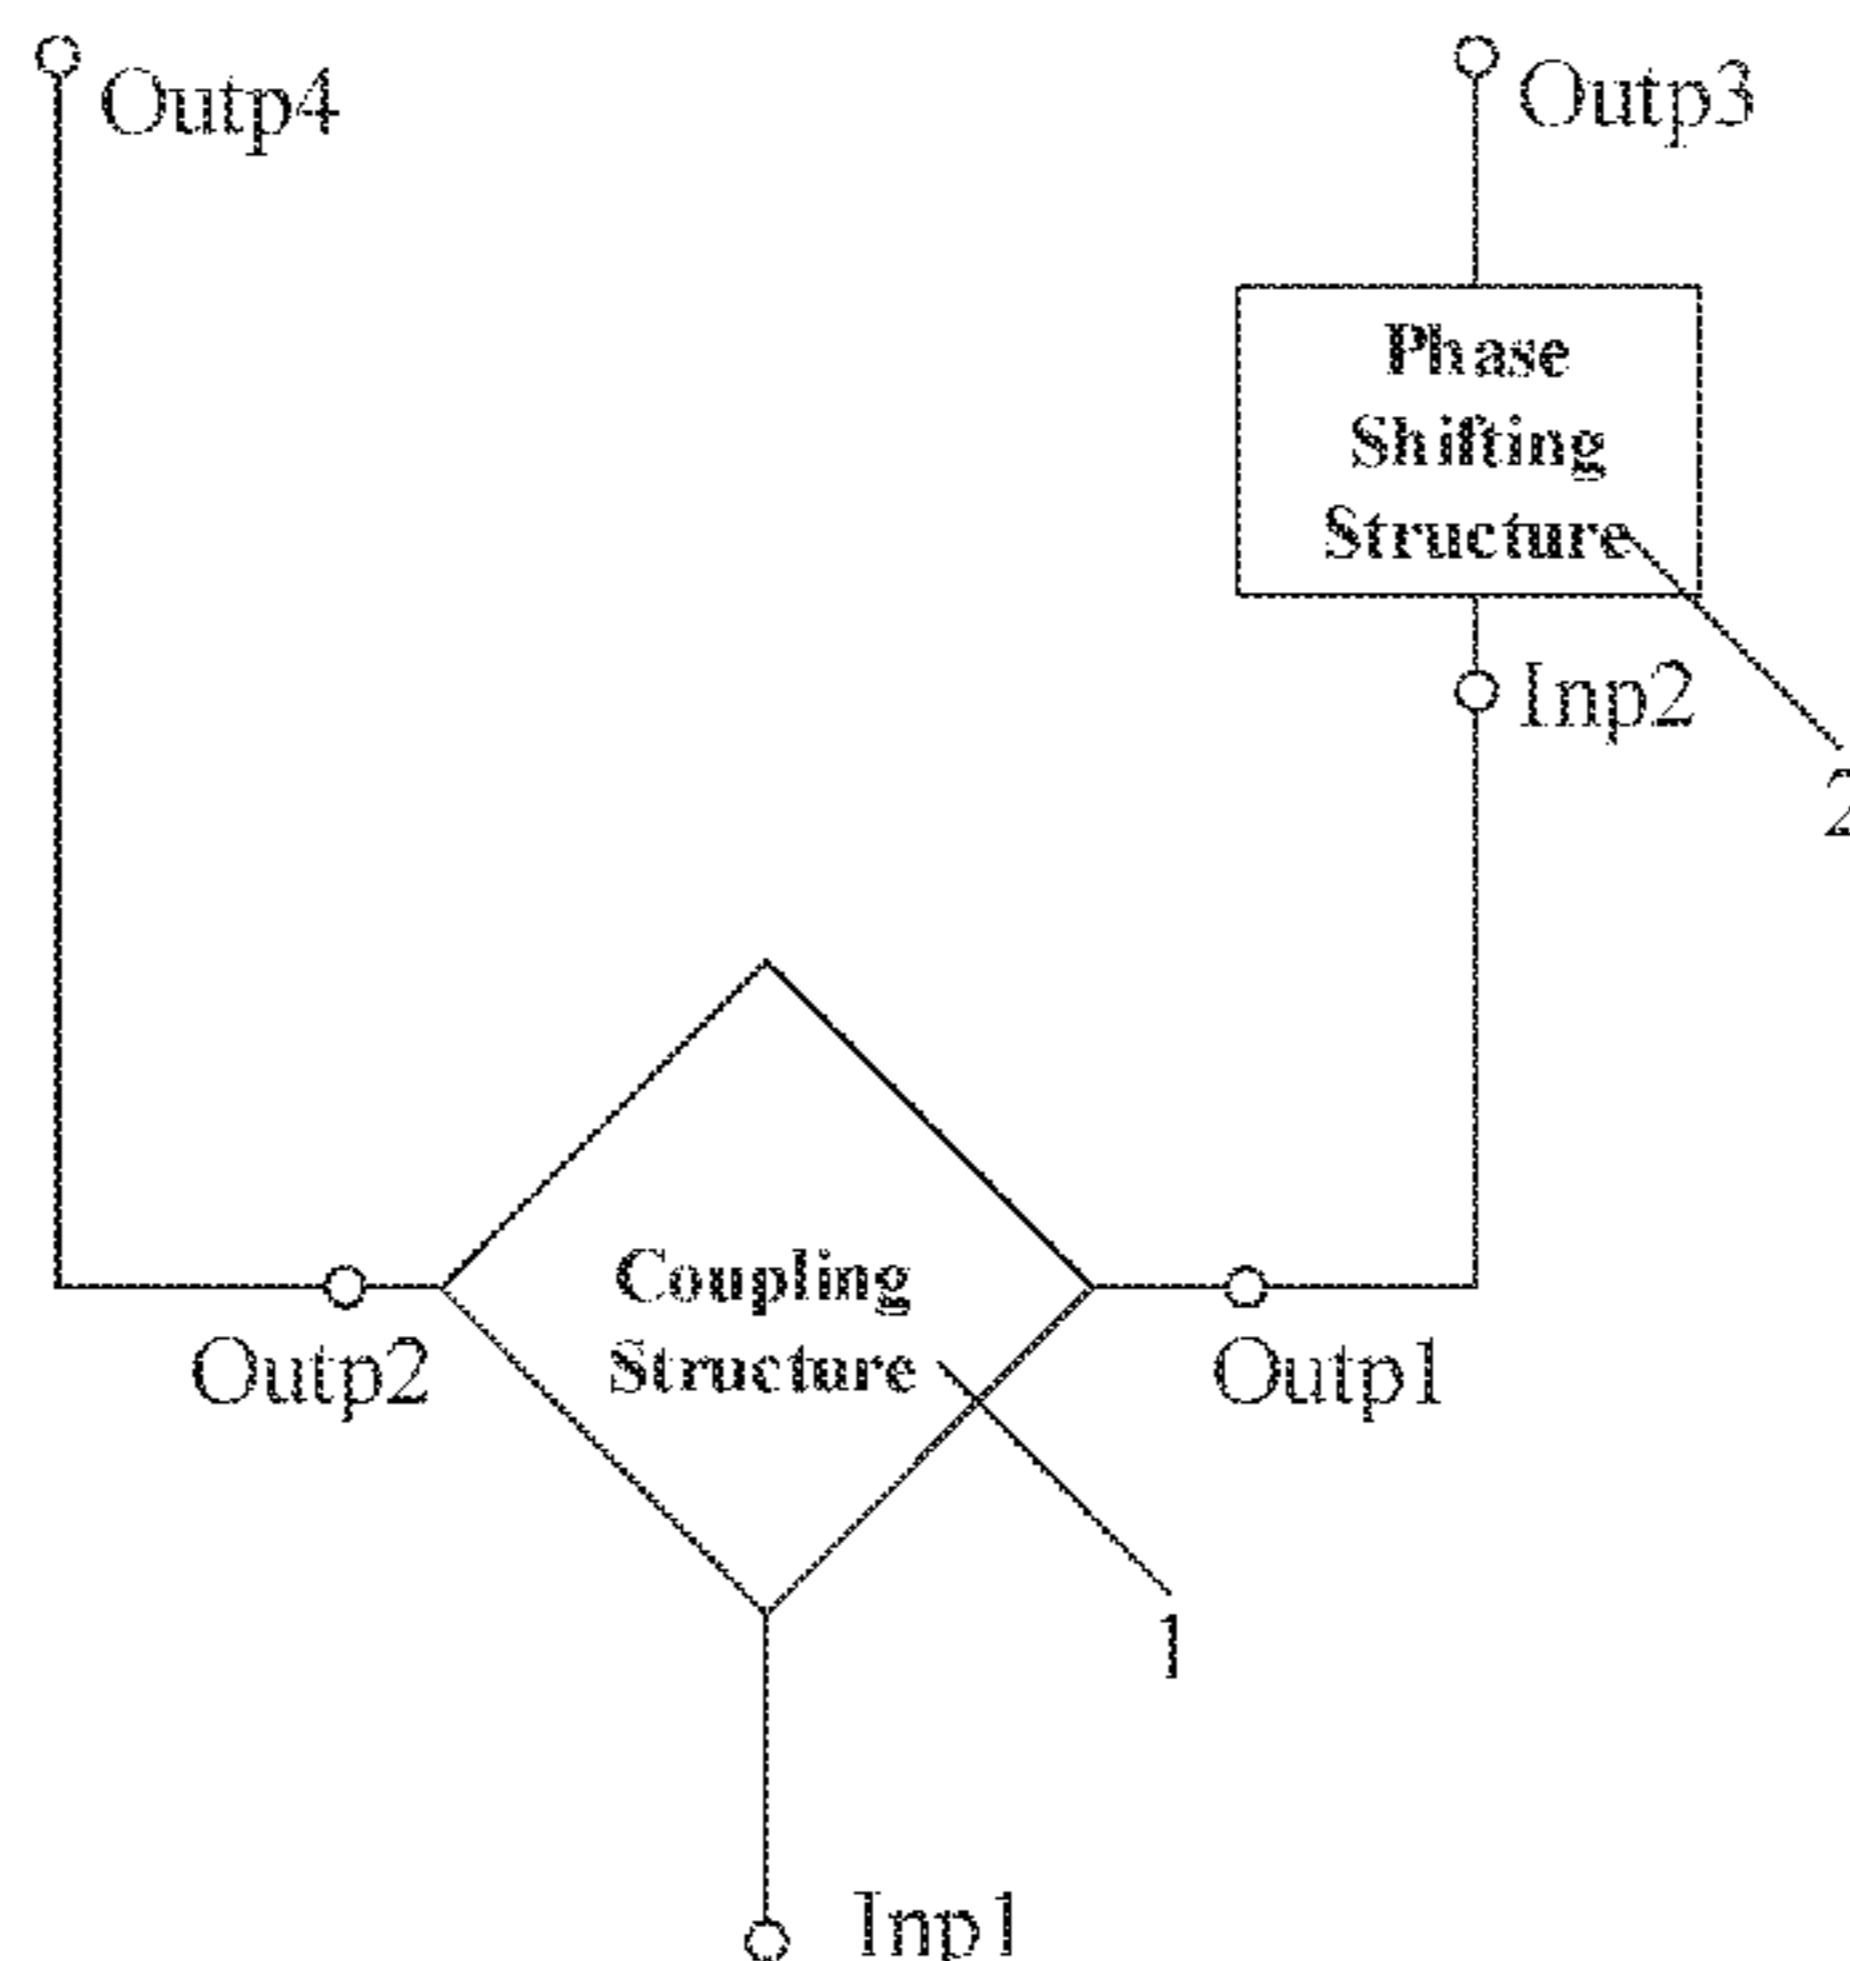 Outp4
Outp3
Phase
Shifting
Structure
Inp2
2
Coupling
Structure
Outp2
Outp1
1
Inp1